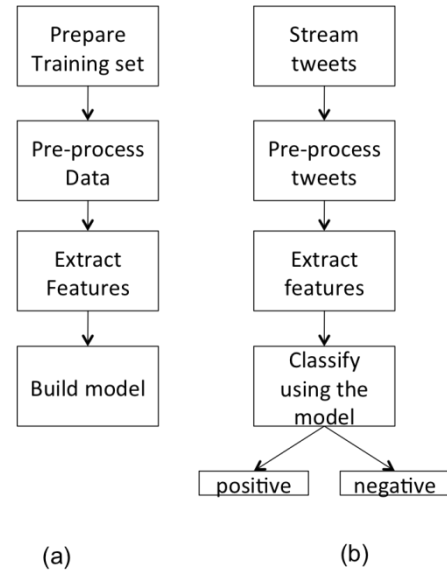 Prepare
Training set
Pre-process
Data
Extract
Features
Build model
(a)
Stream
tweets
Pre-process
tweets
Extract
features
Classify
using the
model
positive
negative
(b)